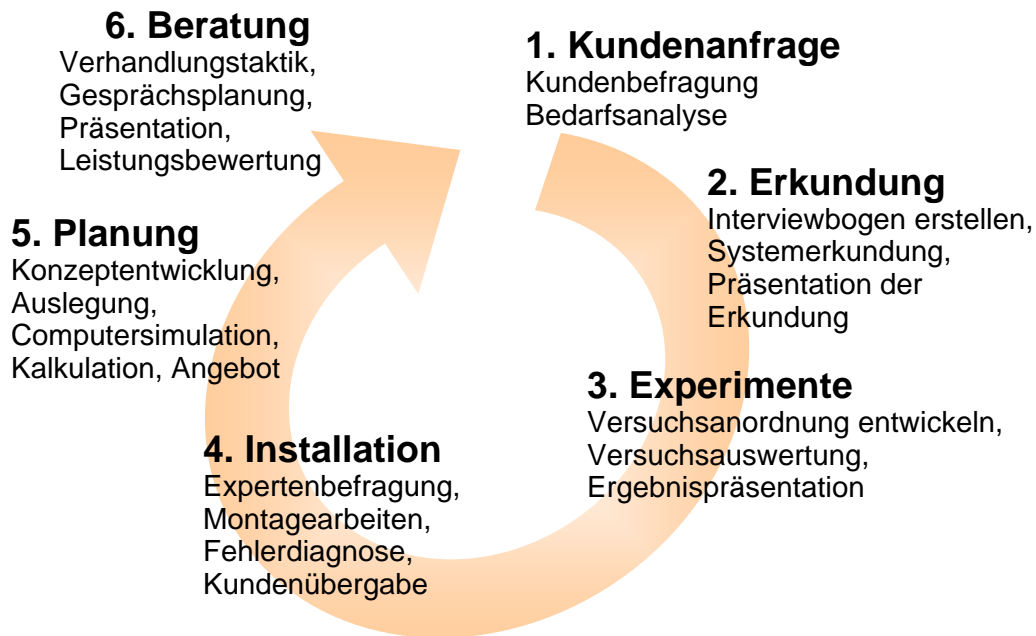 1. Kundenanfrage
Kundenbefragung
Bedarfsanalyse
2. Erkundung
Interviewbogen erstellen,
Systemerkundung,
Präsentation der
Erkundung
3. Experimente
Versuchsanordnung entwickeln,
Versuchsauswertung,
Ergebnispräsentation
4. Installation
Expertenbefragung,
Montagearbeiten,
Fehlerdiagnose,
Kundenübergabe
5. Planung
Konzeptentwicklung,
Auslegung,
Computersimulation,
Kalkulation, Angebot
6. Beratung
Verhandlungstaktik,
Gesprächsplanung,
Präsentation,
Leistungsbewertung